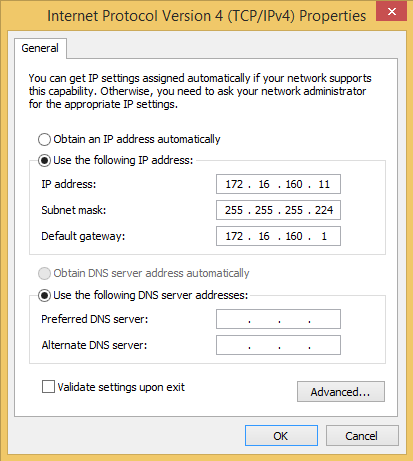 Internet Protocol Version 4 (TCP/IPv4) Properties
General
You can get IP settings assigned automatically if your network supports
this capability. Otherwise, you need to ask your network administrator
for the appropriate IP settings.
Obtain an IP address automatically
Use the following IP address:
IP address: 172 . 16 . 160 . 11
Subnet mask: 255 . 255 . 255 . 224
Default gateway: 172 . 16 . 160 . 1
Obtain DNS server address automatically
Use the following DNS server addresses:
Preferred DNS server: . . .
Alternate DNS server: . . .
Validate settings upon exit
Advanced...
OK Cancel